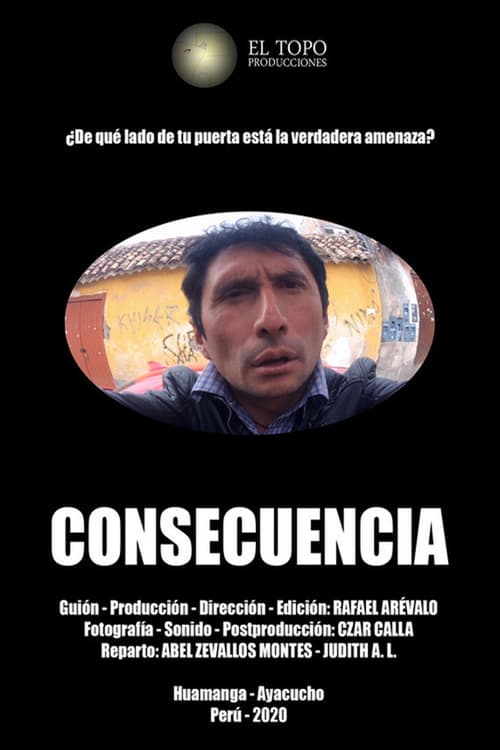 EL TOPO
PRODUCCIONES
¿De qué lado de tu puerta está la verdadera amenaza?
CONSECUENCIA
Guión - Producción - Dirección - Edición: RAFAEL ARÉVALO
Fotografía - Sonido - Postproducción: CZAR CALLA
Reparto: ABEL ZEVALLOS MONTES - JUDITH A. L.
Huamanga - Ayacucho
Perú - 2020